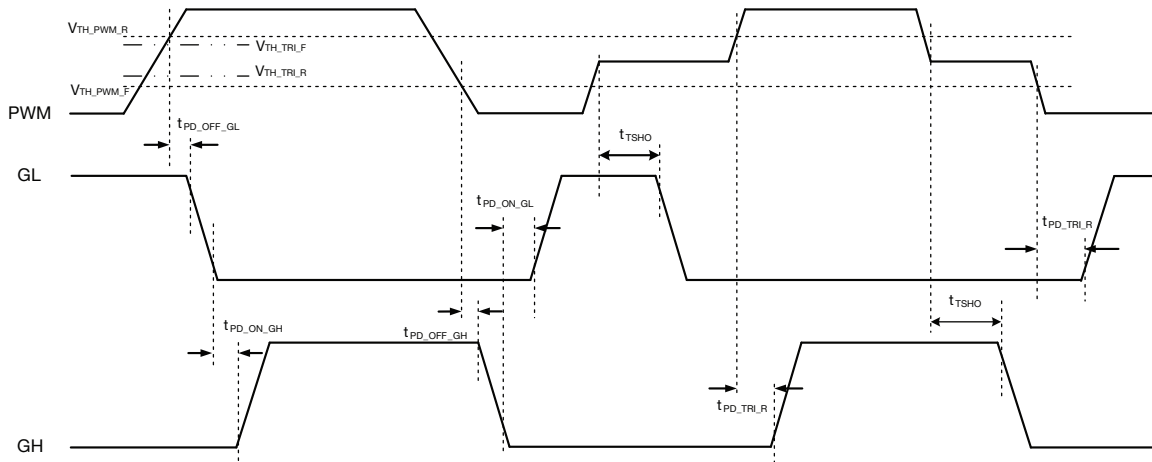 VTH_PWM_R
VTH_TRI_F
VTH_TRI_R
VTH_PWM_F
PWM
tPD_OFF_GL
tTSHO
GL
tPD_ON_GL
tPD_TRI_R
tTSHO
tPD_ON_GH
tPD_OFF_GH
tPD_TRI_R
GH